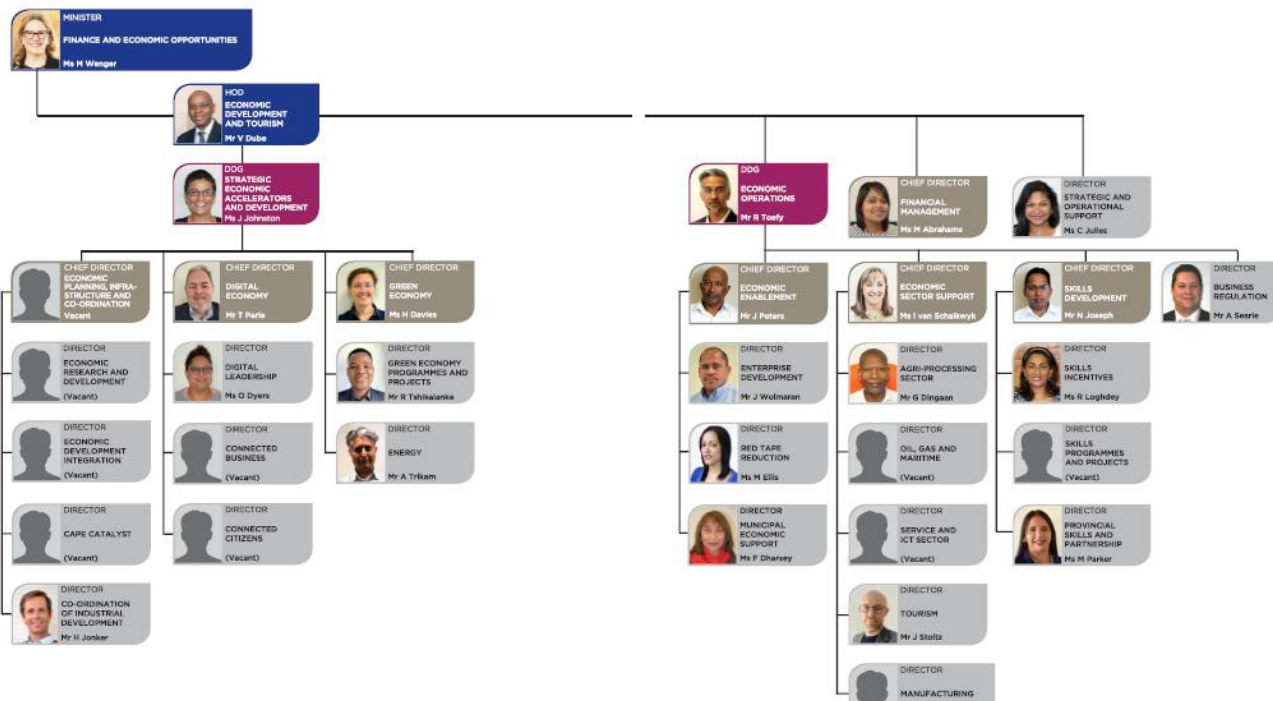 MINISTER
FINANCE AND ECONOMIC OPPORTUNITIES
Ms M Wenger
HOD
ECONOMIC
DEVELOPMENT
AND TOURISM
Mr V Dube
DDG
STRATEGIC
ECONOMIC
ACCELERATORS
AND DEVELOPMENT
Ms J Johnston
DDG
ECONOMIC
OPERATIONS
Mr R Toefy
CHIEF DIRECTOR
FINANCIAL
MANAGEMENT
Ms M Abrahams
DIRECTOR
STRATEGIC AND
OPERATIONAL
SUPPORT
Ms C Julies
CHIEF DIRECTOR
ECONOMIC
PLANNING, INFRA-
STRUCTURE AND
CO-ORDINATION
Vacant
CHIEF DIRECTOR
DIGITAL
ECONOMY
Mr T Parle
CHIEF DIRECTOR
GREEN
ECONOMY
Ms H Davies
CHIEF DIRECTOR
ECONOMIC
ENABLEMENT
Mr J Peters
CHIEF DIRECTOR
ECONOMIC
SECTOR SUPPORT
Ms I van Schalkwyk
CHIEF DIRECTOR
SKILLS
DEVELOPMENT
Mr N Joseph
DIRECTOR
BUSINESS
REGULATION
Mr A Searle
DIRECTOR
ECONOMIC
RESEARCH AND
DEVELOPMENT
(Vacant)
DIRECTOR
DIGITAL
LEADERSHIP
Ms O Dyers
DIRECTOR
GREEN ECONOMY
PROGRAMMES AND
PROJECTS
Mr R Tshikalanke
DIRECTOR
ENTERPRISE
DEVELOPMENT
Mr J Wolmaran
DIRECTOR
AGRI-PROCESSING
SECTOR
Mr G Dingaan
DIRECTOR
SKILLS
INCENTIVES
Ms R Loghdey
DIRECTOR
ECONOMIC
DEVELOPMENT
INTEGRATION
(Vacant)
DIRECTOR
CONNECTED
BUSINESS
(Vacant)
DIRECTOR
ENERGY
Mr A Trikam
DIRECTOR
RED TAPE
REDUCTION
Ms M Ellis
DIRECTOR
OIL, GAS AND
MARITIME
(Vacant)
DIRECTOR
SKILLS
PROGRAMMES
AND PROJECTS
(Vacant)
DIRECTOR
CAPE CATALYST
(Vacant)
DIRECTOR
CONNECTED
CITIZENS
(Vacant)
DIRECTOR
MUNICIPAL
ECONOMIC
SUPPORT
Ms F Dharsey
DIRECTOR
SERVICE AND
ICT SECTOR
(Vacant)
DIRECTOR
PROVINCIAL
SKILLS AND
PARTNERSHIP
Ms M Parker
DIRECTOR
CO-ORDINATION
OF INDUSTRIAL
DEVELOPMENT
Mr H Jonker
DIRECTOR
TOURISM
Mr J Stoltz
DIRECTOR
MANUFACTURING